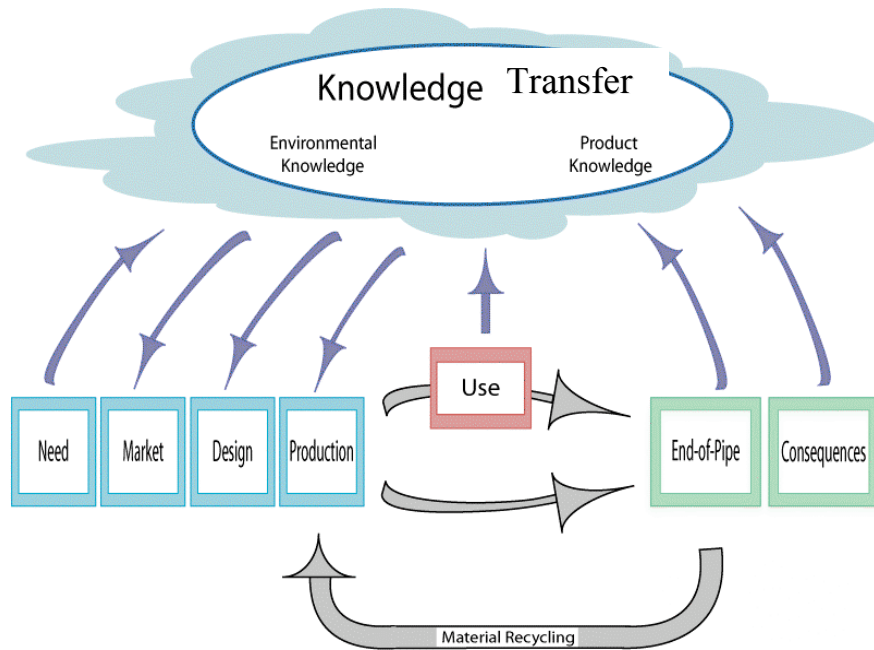 Knowledge Transfer
Environmental
Knowledge
Product
Knowledge
Use
Need
Market
Design
Production
End-of-Pipe
Consequences
Material Recycling